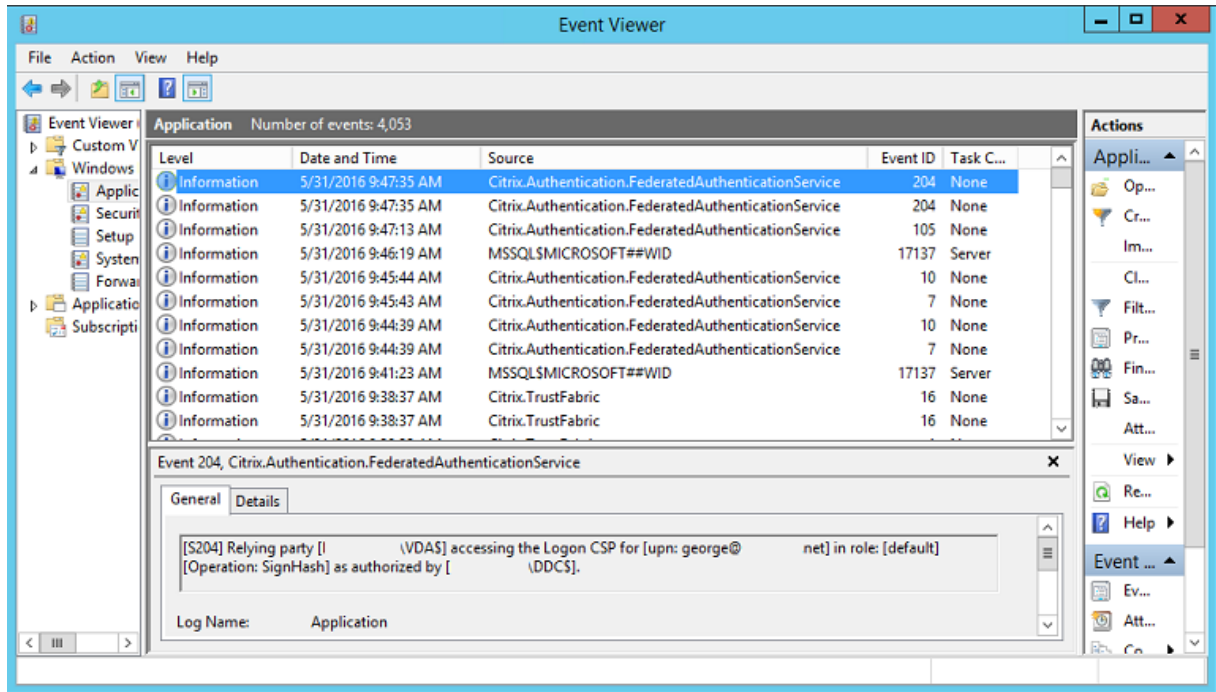 Event Viewer
File Action View Help
Event Viewer
Custom V
Windows
Applic
Securit
Setup
System
Forwa
Applicatio
Subscripti
Application Number of events: 4,053
Level Date and Time Source Event ID Task C...
Information 5/31/2016 9:47:35 AM Citrix.Authentication.FederatedAuthenticationService 204 None
Information 5/31/2016 9:47:35 AM Citrix.Authentication.FederatedAuthenticationService 204 None
Information 5/31/2016 9:47:13 AM Citrix.Authentication.FederatedAuthenticationService 105 None
Information 5/31/2016 9:46:19 AM MSSQL$MICROSOFT##WID 17137 Server
Information 5/31/2016 9:45:44 AM Citrix.Authentication.FederatedAuthenticationService 10 None
Information 5/31/2016 9:45:43 AM Citrix.Authentication.FederatedAuthenticationService 7 None
Information 5/31/2016 9:44:39 AM Citrix.Authentication.FederatedAuthenticationService 10 None
Information 5/31/2016 9:44:39 AM Citrix.Authentication.FederatedAuthenticationService 7 None
Information 5/31/2016 9:41:23 AM MSSQL$MICROSOFT##WID 17137 Server
Information 5/31/2016 9:38:37 AM Citrix.TrustFabric 16 None
Information 5/31/2016 9:38:37 AM Citrix.TrustFabric 16 None
Event 204, Citrix.Authentication.FederatedAuthenticationService
General Details
[S204] Relying party [ \VDA$] accessing the Logon CSP for [upn: george@ .net] in role: [default]
[Operation: SignHash] as authorized by [ \DDC$].
Log Name: Application
Actions
Appli...
Op...
Cr...
Im...
Cl...
Filt...
Pr...
Fin...
Sa...
Att...
View
Re...
Help
Event ...
Ev...
Att...
Co...